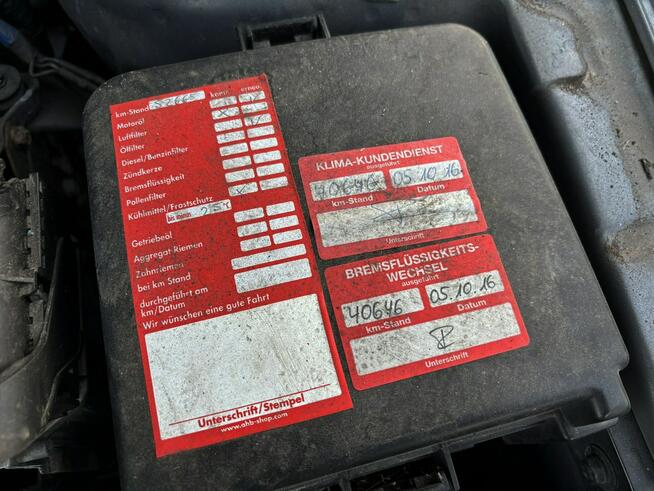 kontr. erneu.
km-Stand 52665
Motoröl
Luftfilter
Ölfilter
Diesel/Benzinfilter
Zündkerze
Bremsflüssigkeit
Pollenfilter
Kühlmittel/Frostschutz
bis minus
Getriebeöl
Aggregat-Riemen
Zahnriemen
bei km Stand
durchgeführt am
km/Datum
Wir wünschen eine gute Fahrt
Unterschrift/Stempel
www.ahb-shop.com
KLIMA-KUNDENDIENST
ausgeführt
40646 05.10.16
km-Stand Datum
Unterschrift
BREMSFLÜSSIGKEITS-
WECHSEL
ausgeführt
40646 05.10.16
km-Stand Datum
Unterschrift